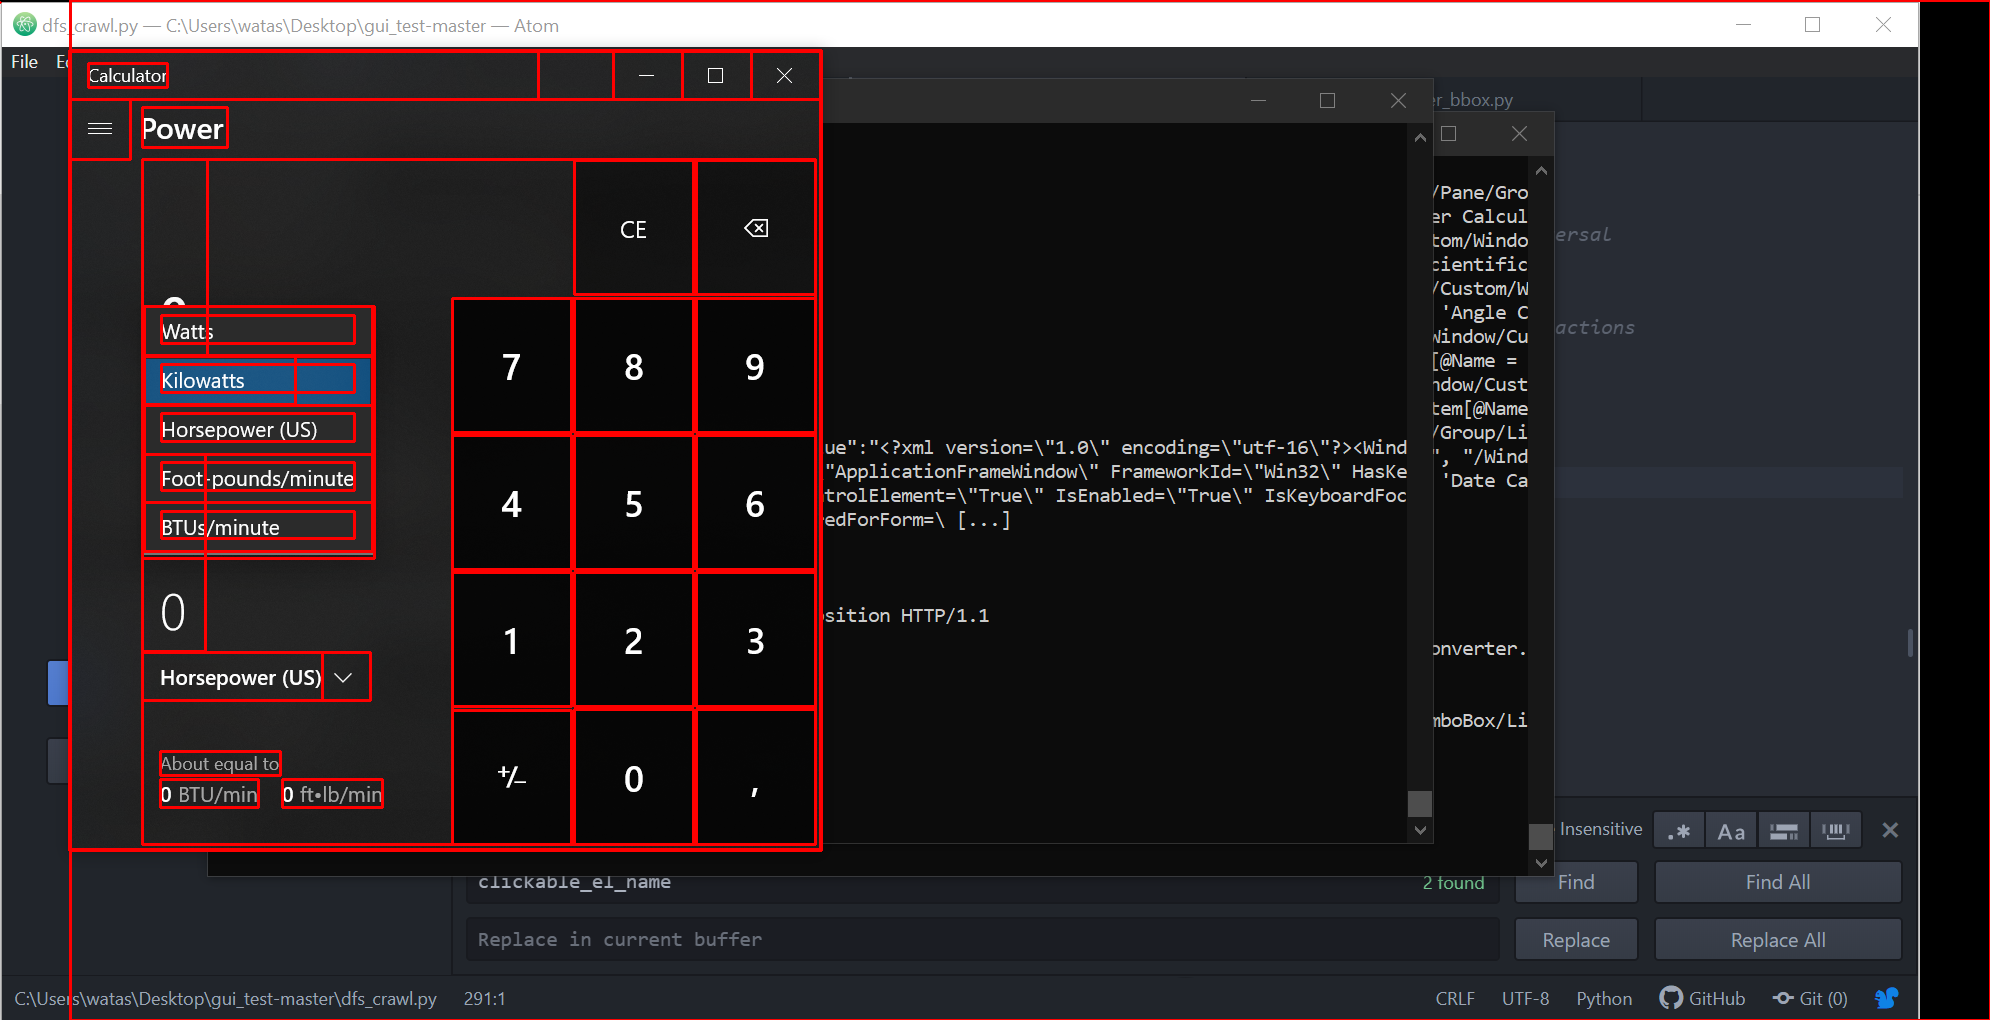 dfs_crawl.py — C:\Users\watas\Desktop\gui_test-master — Atom
File
Calculator
er_bbox.py
Power
CE
Watts
Kilowatts
Horsepower (US)
Foot-pounds/minute
BTUs/minute
0
Horsepower (US)
About equal to
0 BTU/min 0 ft•lb/min
7 8 9
4 5 6
1 2 3
+/− 0 ,
ue":"<?xml version=\"1.0\" encoding=\"utf-16\"?><Wind
"ApplicationFrameWindow\" FrameworkId=\"Win32\" HasKe
trolElement=\"True\" IsEnabled=\"True\" IsKeyboardFoc
redForForm=\ [...]
sition HTTP/1.1
/Pane/Gro
er Calcul
tom/Windo
cientific
/Custom/W
'Angle C
Window/Cu
[@Name =
ndow/Cust
tem[@Name
/Group/Li
", "/Wind
'Date Ca
onverter.
mboBox/Li
ersal
actions
Insensitive
.* Aa
clickable_el_name
2 found
Find
Find All
Replace in current buffer
Replace
Replace All
C:\Users\watas\Desktop\gui_test-master\dfs_crawl.py 291:1 CRLF UTF-8 Python GitHub Git (0)